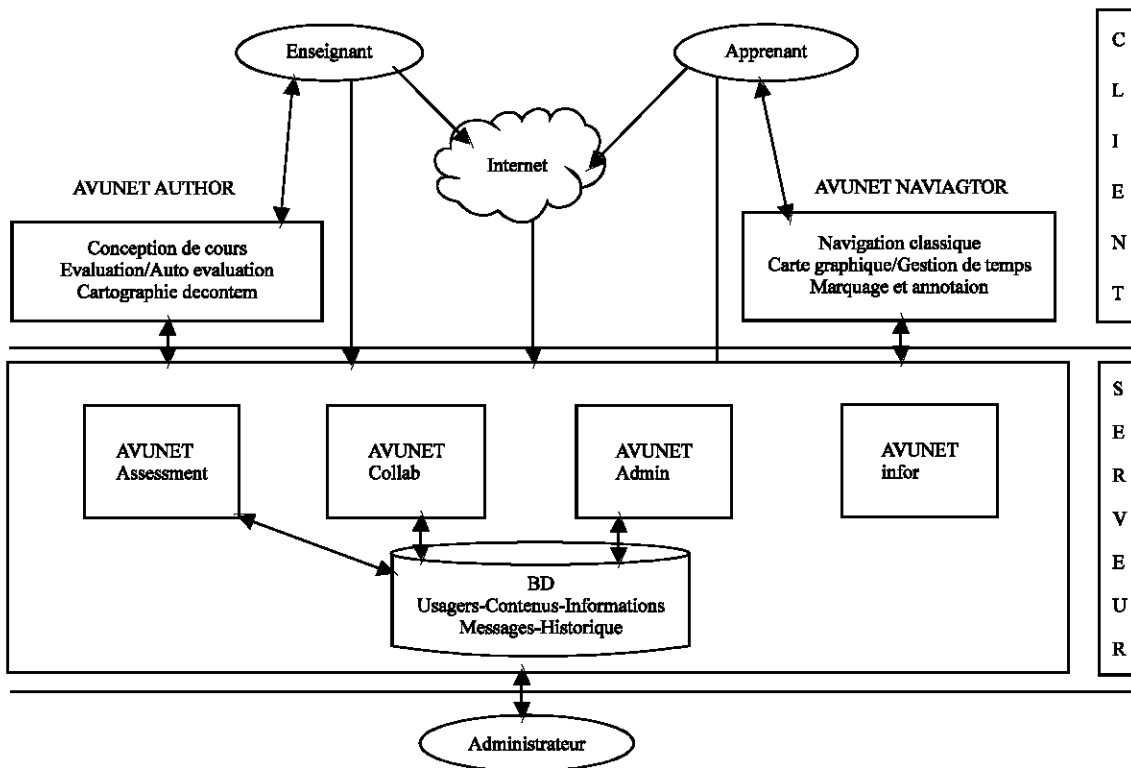 Enseignant
Apprenant
Internet
AVUNET AUTHOR
AVUNET NAVIAGTOR
Conception de cours
Evaluation/Auto evaluation
Cartographie decontem
Navigation classique
Carte graphique/Gestion de temps
Marquage et annotaion
C
L
I
E
N
T
AVUNET
Assessment
AVUNET
Collab
AVUNET
Admin
AVUNET
infor
BD
Usagers-Contenus-Informations
Messages-Historique
S
E
R
V
E
U
R
Administrateur